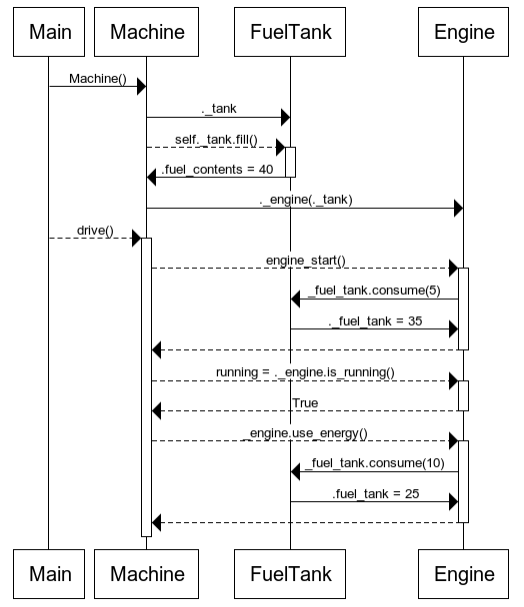 Main Machine FuelTank Engine
Machine()
._tank
self._tank.fill()
.fuel_contents = 40
._engine(._tank)
drive()
engine_start()
_fuel_tank.consume(5)
._fuel_tank = 35
running = ._engine.is_running()
True
_engine.use_energy()
_fuel_tank.consume(10)
.fuel_tank = 25
Main Machine FuelTank Engine